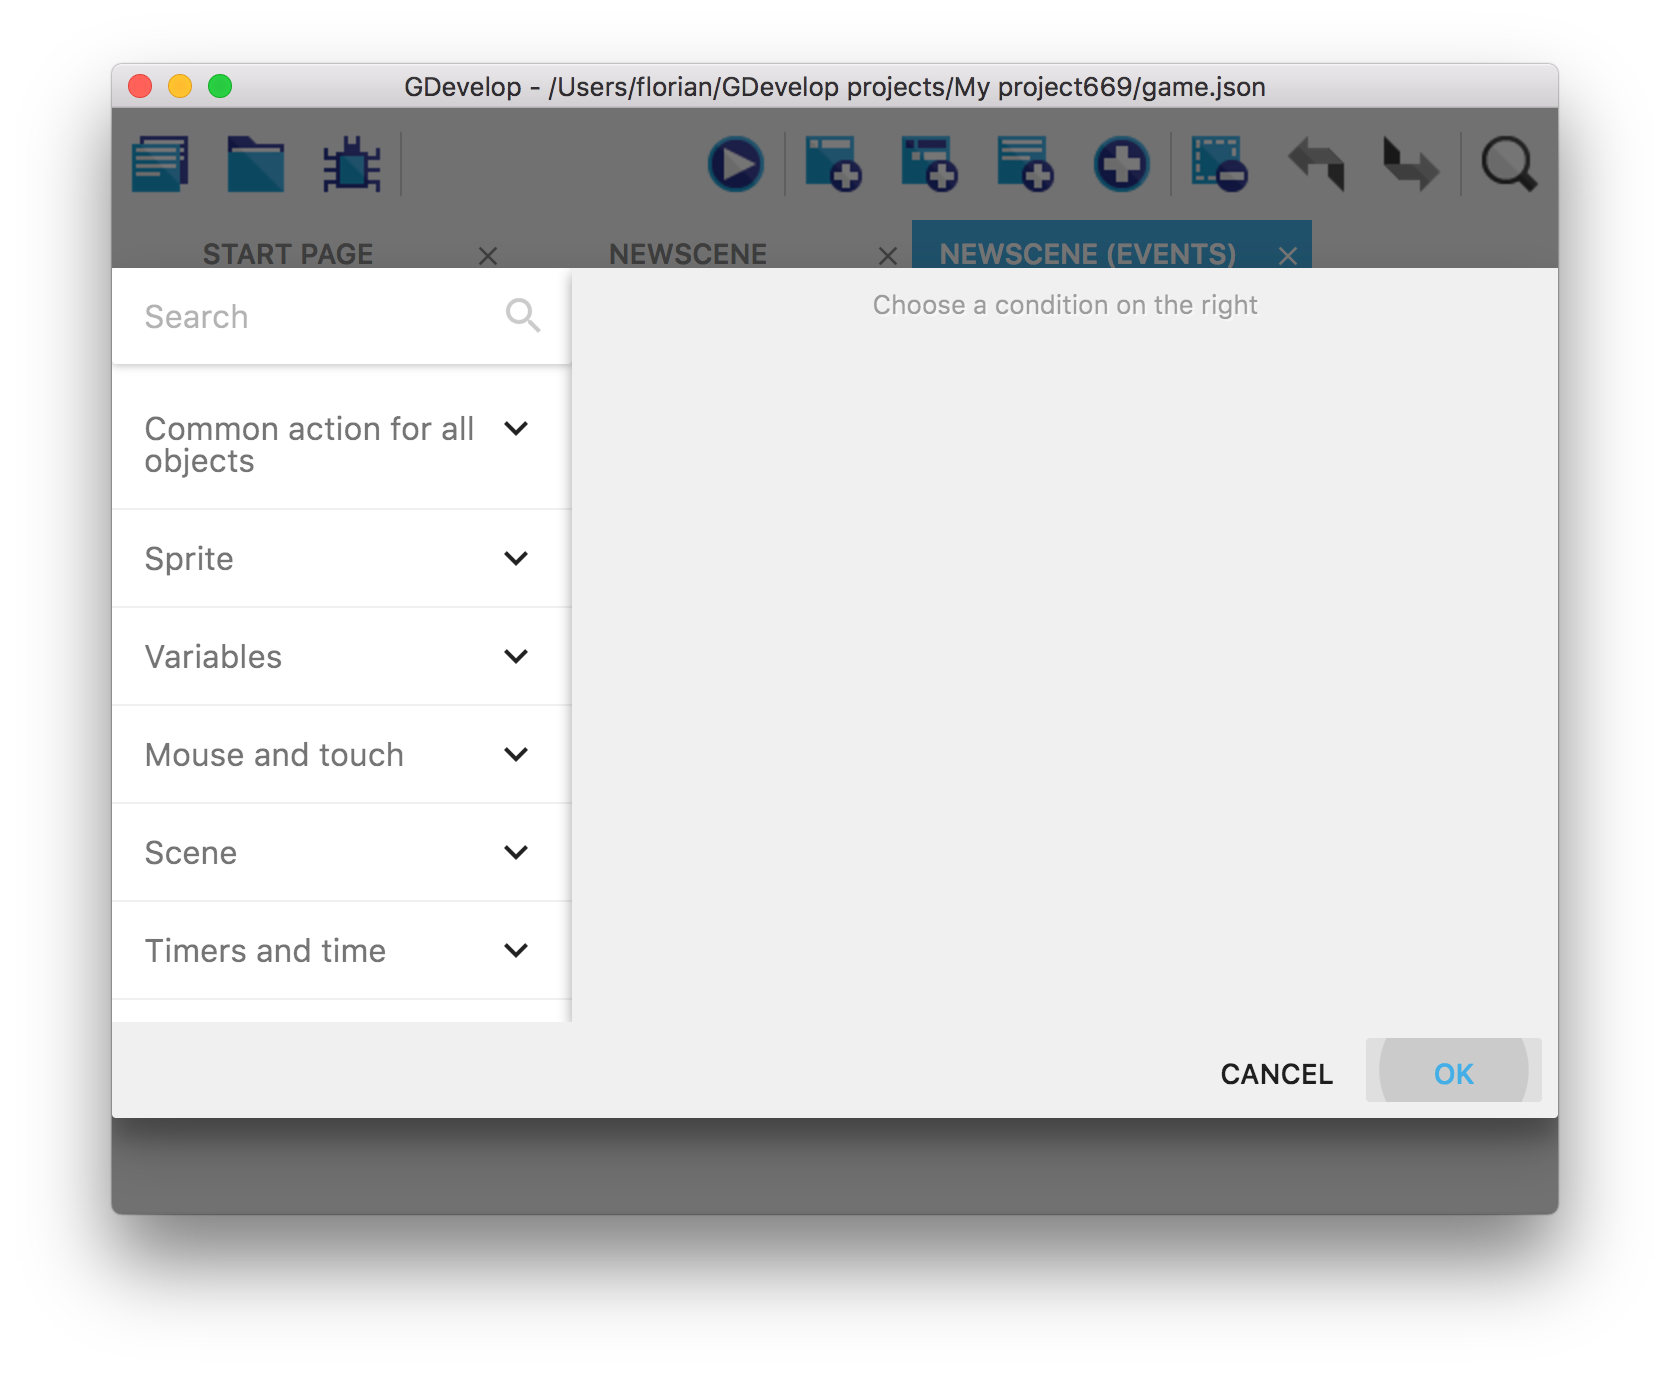 GDevelop - /Users/florian/GDevelop projects/My project669/game.json
START PAGE
NEWSCENE
NEWSCENE (EVENTS)
Search
Choose a condition on the right
Common action for all
objects
Sprite
Variables
Mouse and touch
Scene
Timers and time
CANCEL
OK